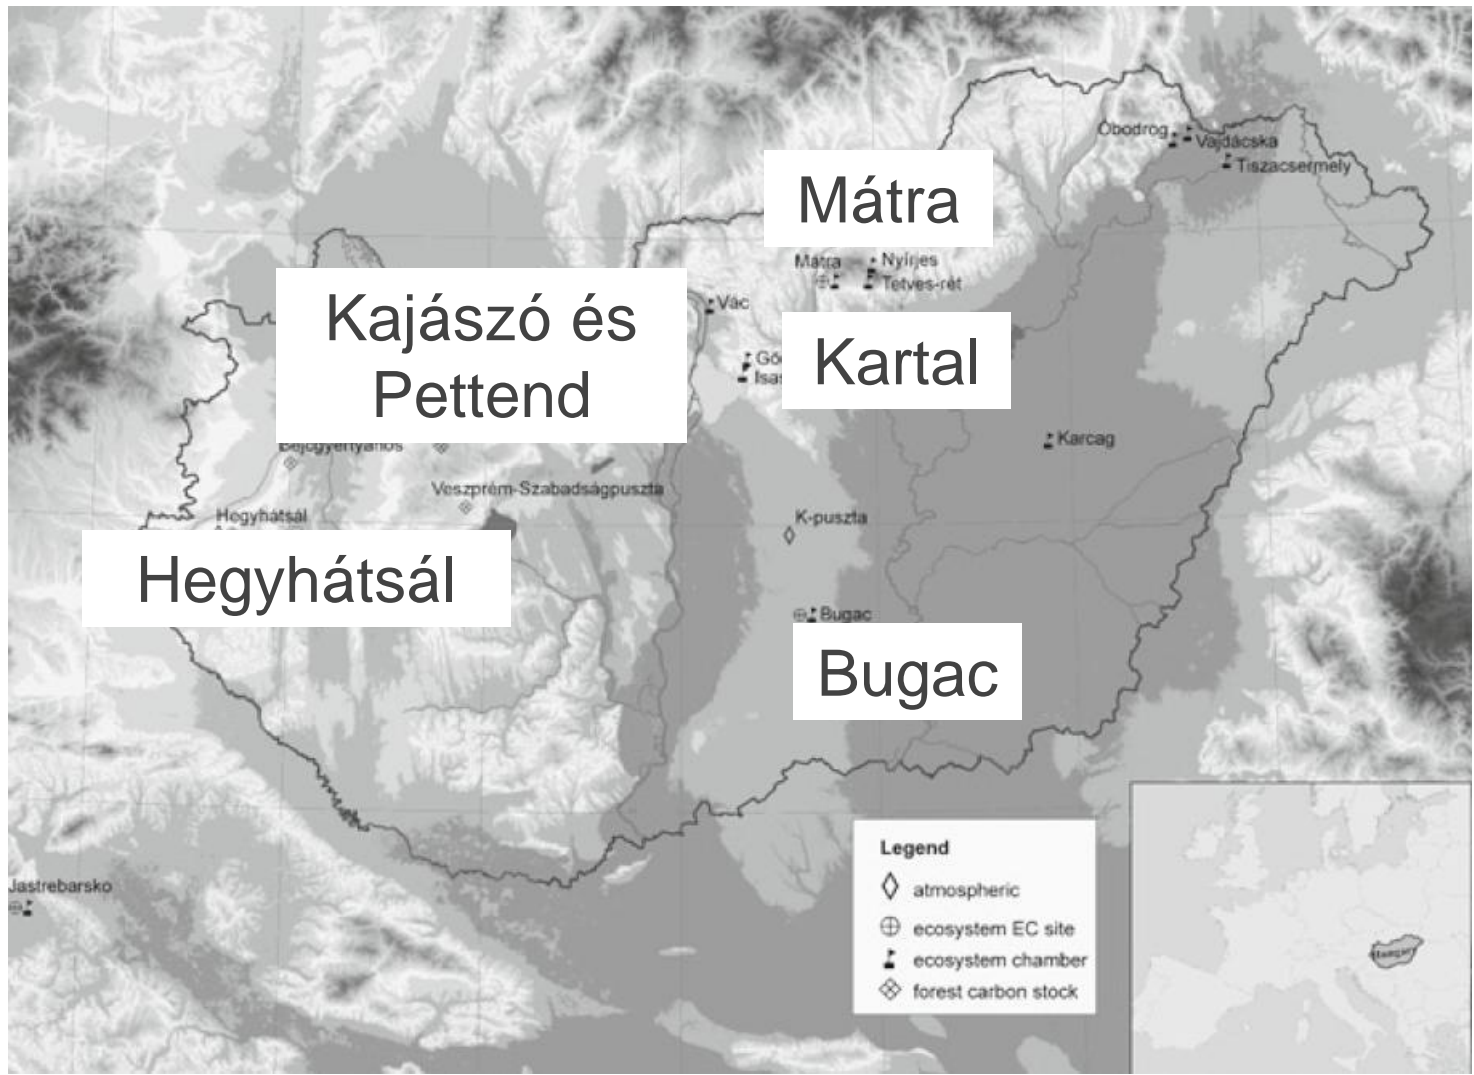 Óbodrog
Vajdácska
Tiszacsermely
Mátra
Mátra
Nyírjes
Tetves-rét
Kajászó és
Pettend
Vác
Kartal
Karcag
Veszprém-Szabadságpuszta
Hegyhátsál
K-puszta
Hegyhátsál
Bugac
Bugac
Legend
atmospheric
ecosystem EC site
ecosystem chamber
forest carbon stock
Jastrebarsko
Hungary